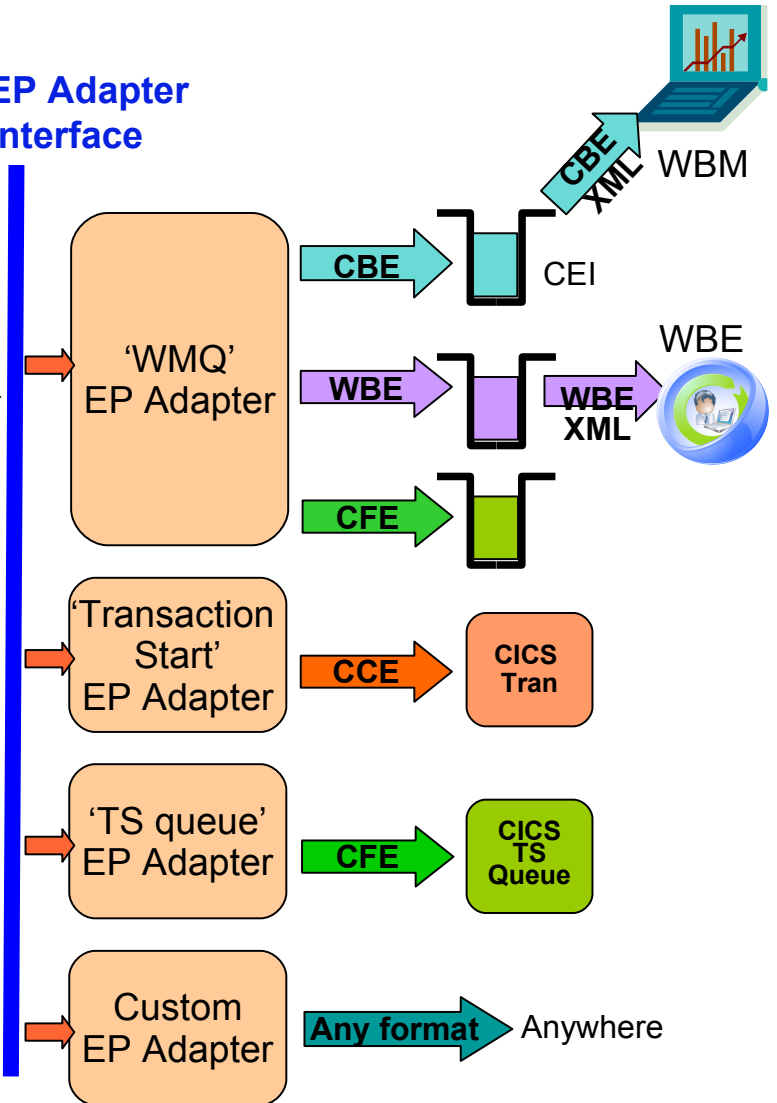 EP Adapter
nterface
CBE
XML
WBM
CBE
CEI
‘WMQ’
EP Adapter
WBE
WBE
XML
WBE
CFE
‘Transaction
Start’
EP Adapter
CCE
CICS
Tran
‘TS queue’
EP Adapter
CFE
CICS
TS
Queue
Custom
EP Adapter
Any format
Anywhere